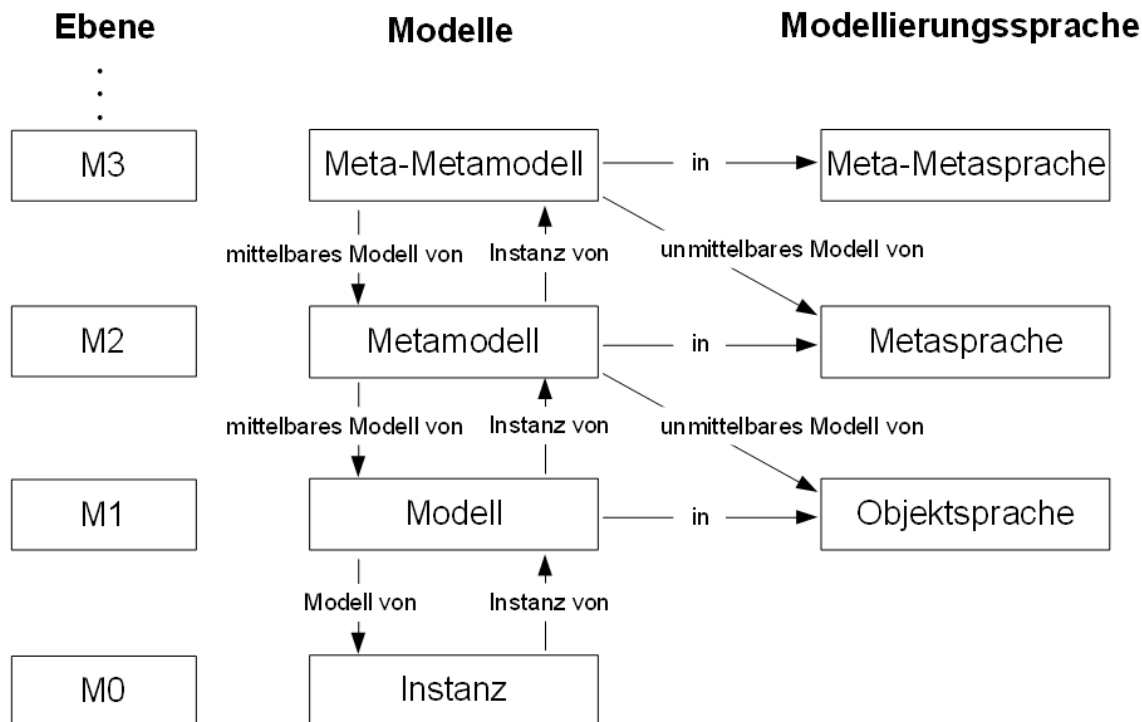 Ebene Modelle Modellierungssprache
M3 Meta-Metamodell in Meta-Metasprache
mittelbares Modell von Instanz von unmittelbares Modell von
M2 Metamodell in Metasprache
mittelbares Modell von Instanz von unmittelbares Modell von
M1 Modell in Objektsprache
Modell von Instanz von
M0 Instanz